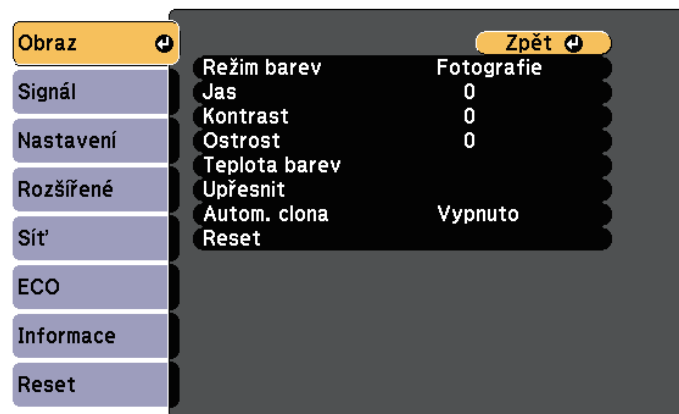 Obraz
Signál
Nastavení
Rozšířené
Síť
ECO
Informace
Reset
Zpět
Režim barev Fotografie
Jas 0
Kontrast 0
Ostrost 0
Teplota barev
Upřesnit
Autom. clona Vypnuto
Reset